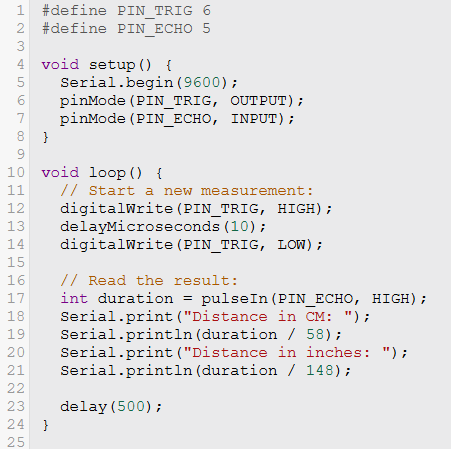 1 #define PIN_TRIG 6
2 #define PIN_ECHO 5
3
4 void setup() {
5   Serial.begin(9600);
6   pinMode(PIN_TRIG, OUTPUT);
7   pinMode(PIN_ECHO, INPUT);
8 }
9
10 void loop() {
11   // Start a new measurement:
12   digitalWrite(PIN_TRIG, HIGH);
13   delayMicroseconds(10);
14   digitalWrite(PIN_TRIG, LOW);
15
16   // Read the result:
17   int duration = pulseIn(PIN_ECHO, HIGH);
18   Serial.print("Distance in CM: ");
19   Serial.println(duration / 58);
20   Serial.print("Distance in inches: ");
21   Serial.println(duration / 148);
22
23   delay(500);
24 }
25